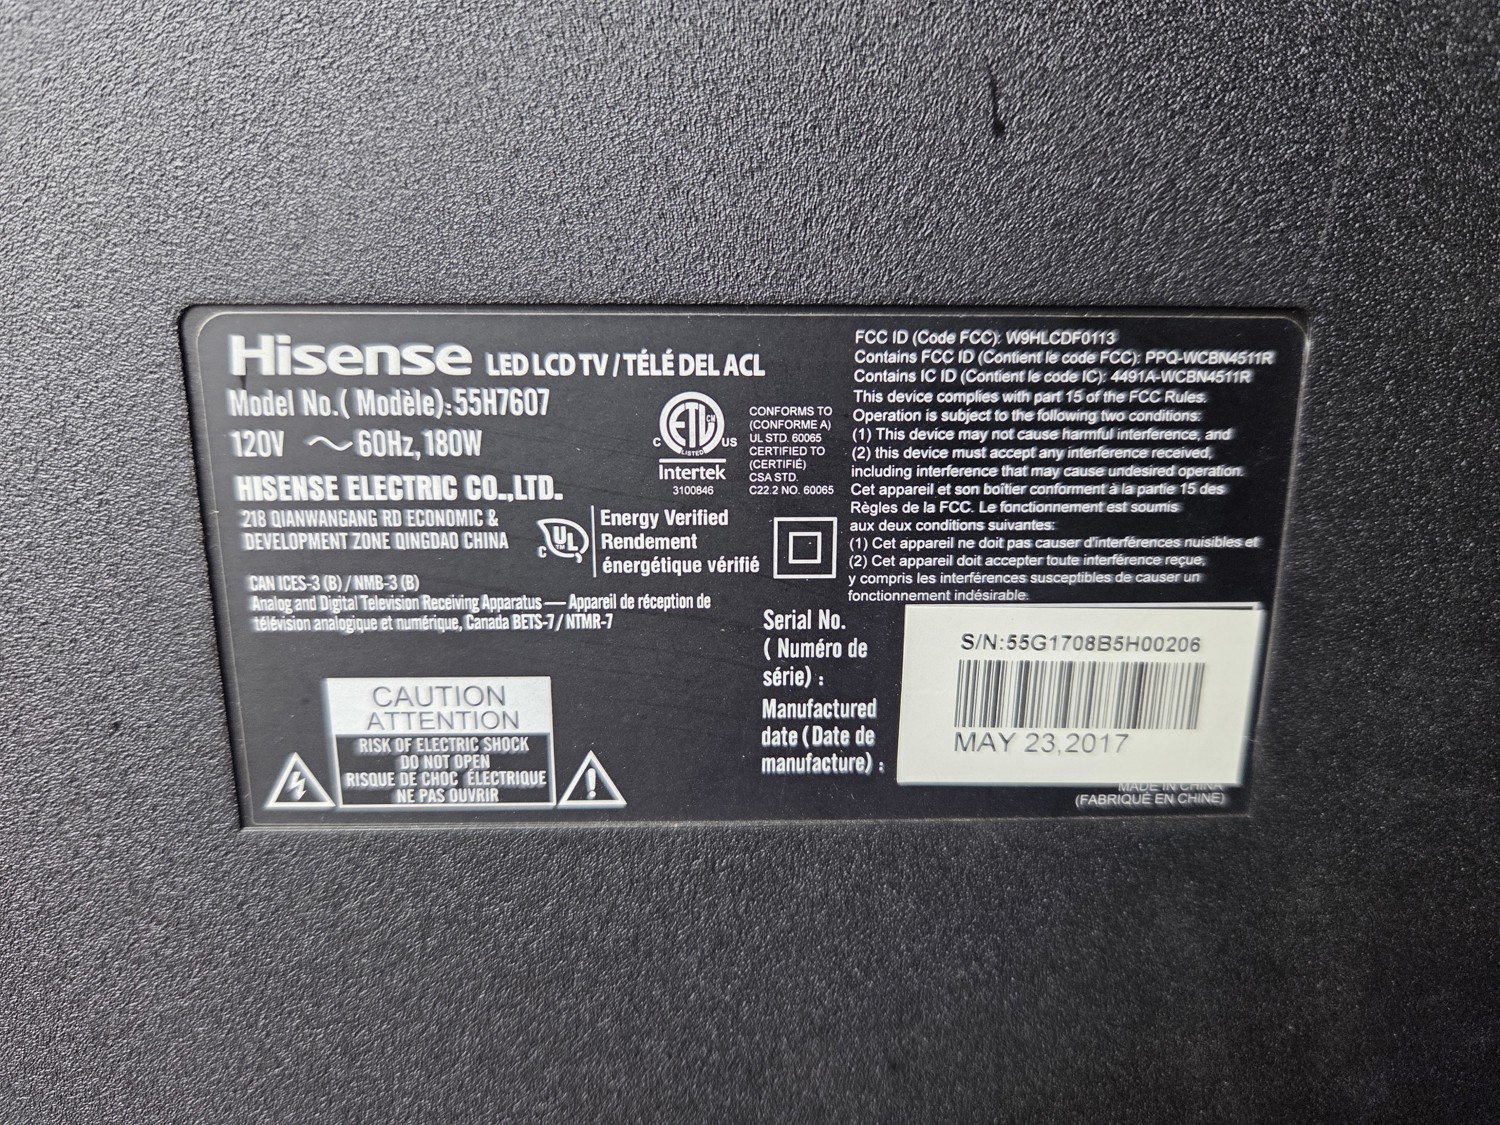 Hisense LED LCD TV / TÉLÉ DEL ACL
Model No.( Modèle):55H7607
120V ～ 60Hz, 180W
HISENSE ELECTRIC CO.,LTD.
218 QIANWANGANG RD ECONOMIC &
DEVELOPMENT ZONE QINGDAO CHINA
CAN ICES-3 (B) / NMB-3 (B)
Analog and Digital Television Receiving Apparatus — Appareil de réception de
télévision analogique et numérique, Canada BETS-7 / NTMR-7
CAUTION
ATTENTION
RISK OF ELECTRIC SHOCK
DO NOT OPEN
RISQUE DE CHOC ÉLECTRIQUE
NE PAS OUVRIR
C ETL CM US
LISTED
Intertek
3100846
CONFORMS TO
(CONFORME A)
UL STD. 60065
CERTIFIED TO
(CERTIFIÉ)
CSA STD.
C22.2 NO. 60065
C UL
Energy Verified
Rendement
énergétique vérifié
FCC ID (Code FCC): W9HLCDF0113
Contains FCC ID (Contient le code FCC): PPQ-WCBN4511R
Contains IC ID (Contient le code IC): 4491A-WCBN4511R
This device complies with part 15 of the FCC Rules.
Operation is subject to the following two conditions:
(1) This device may not cause harmful interference, and
(2) this device must accept any interference received,
including interference that may cause undesired operation.
Cet appareil et son boîtier conforment à la partie 15 des
Règles de la FCC. Le fonctionnement est soumis
aux deux conditions suivantes:
(1) Cet appareil ne doit pas causer d'interférences nuisibles et
(2) Cet appareil doit accepter toute interférence reçue,
y compris les interférences susceptibles de causer un
fonctionnement indésirable.
Serial No.
( Numéro de
série) :
S/N:55G1708B5H00206
Manufactured
date (Date de
manufacture) :
MAY 23,2017
MADE IN CHINA
(FABRIQUÉ EN CHINE)